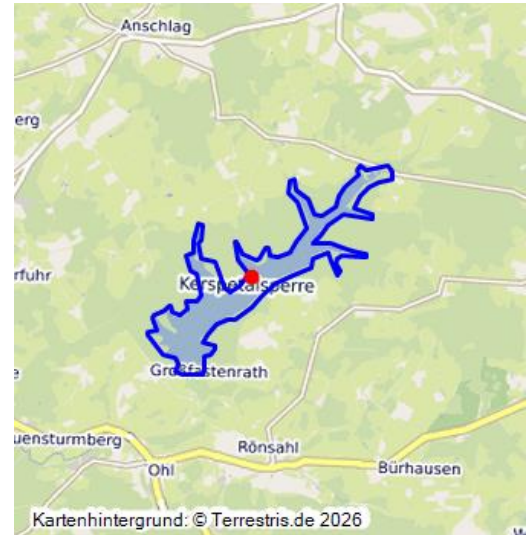 Anschlag
erg
rfuhr
Kerspetalsperre
Großfastenrath
e
uensturmberg
Rönsahl
Ohl
Bürhausen
W
Kartenhintergrund: © Terrestris.de 2026